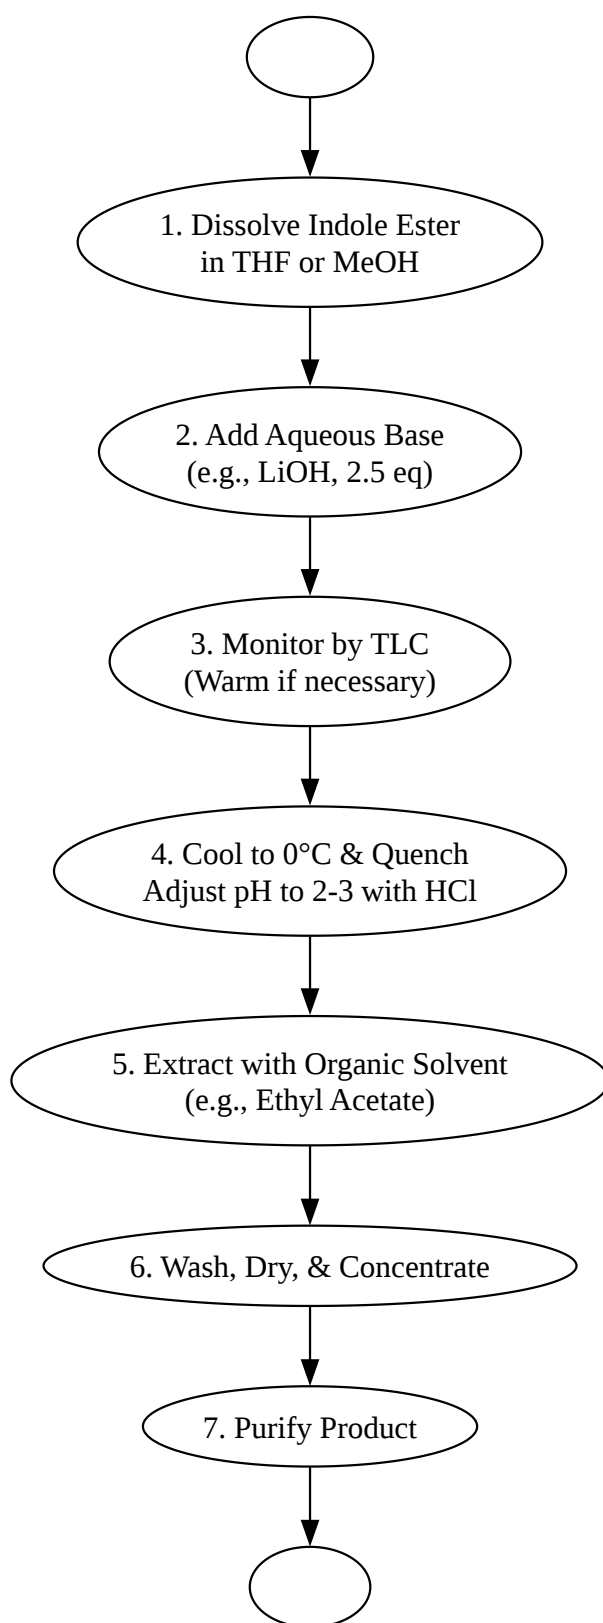 1. Dissolve Indole Ester
in THF or MeOH
2. Add Aqueous Base
(e.g., LiOH, 2.5 eq)
3. Monitor by TLC
(Warm if necessary)
4. Cool to 0°C & Quench
Adjust pH to 2-3 with HCl
5. Extract with Organic Solvent
(e.g., Ethyl Acetate)
6. Wash, Dry, & Concentrate
7. Purify Product